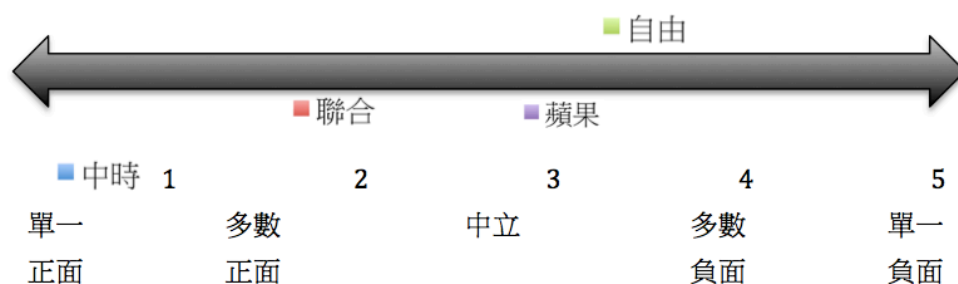 自由
聯合
蘋果
中時 1 2 3 4 5
單一 多數 中立 多數 單一
正面 正面 負面 負面